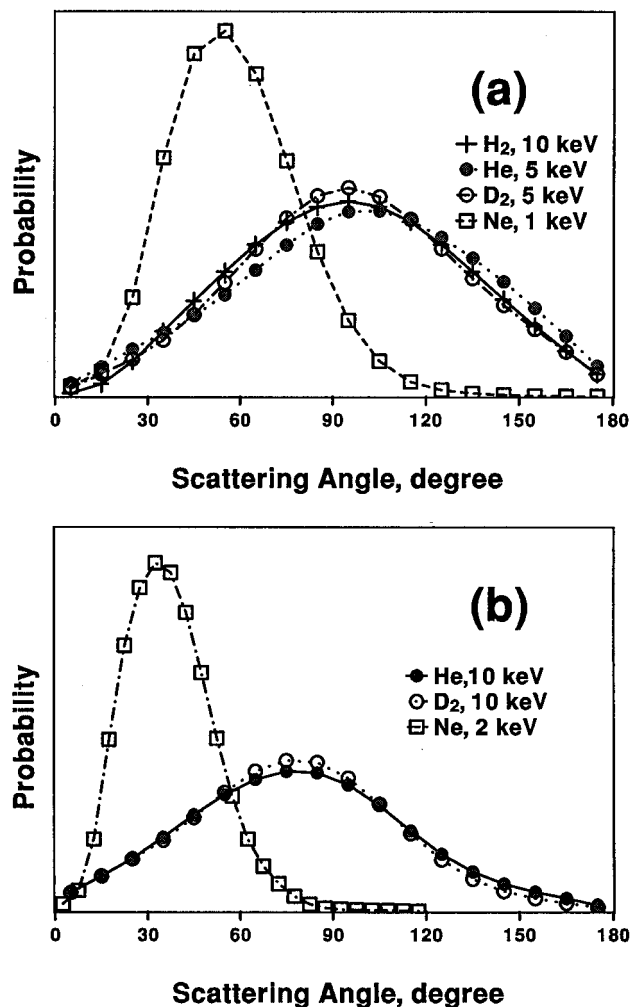 (a)
H₂, 10 keV
He, 5 keV
D₂, 5 keV
Ne, 1 keV
Probability
0 30 60 90 120 150 180
Scattering Angle, degree
(b)
He,10 keV
D₂, 10 keV
Ne, 2 keV
Probability
0 30 60 90 120 150 180
Scattering Angle, degree